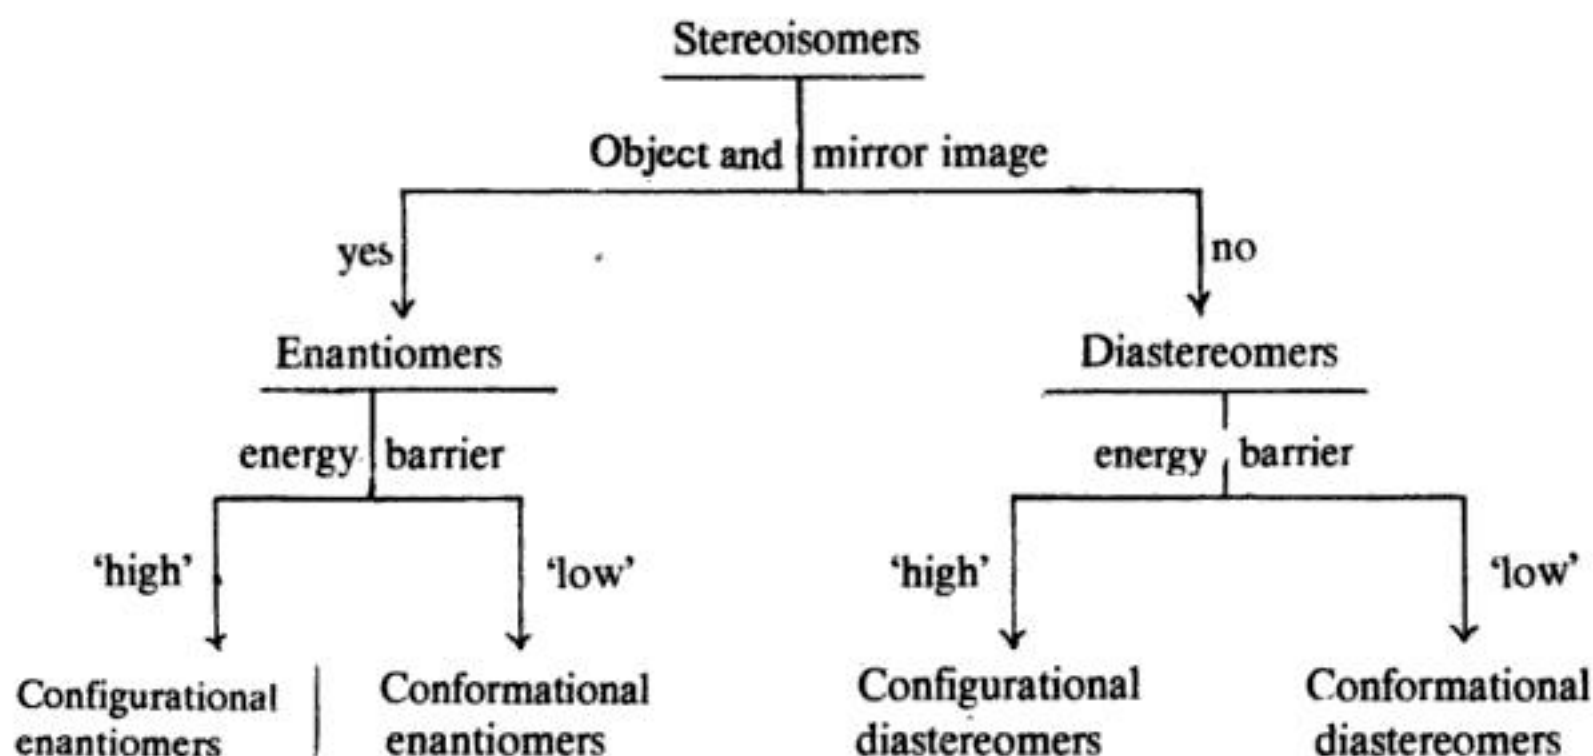 Stereoisomers
Object and mirror image
yes no
Enantiomers Diastereomers
energy barrier energy barrier
‘high’ ‘low’ ‘high’ ‘low’
Configurational Conformational Configurational Conformational
enantiomers enantiomers diastereomers diastereomers